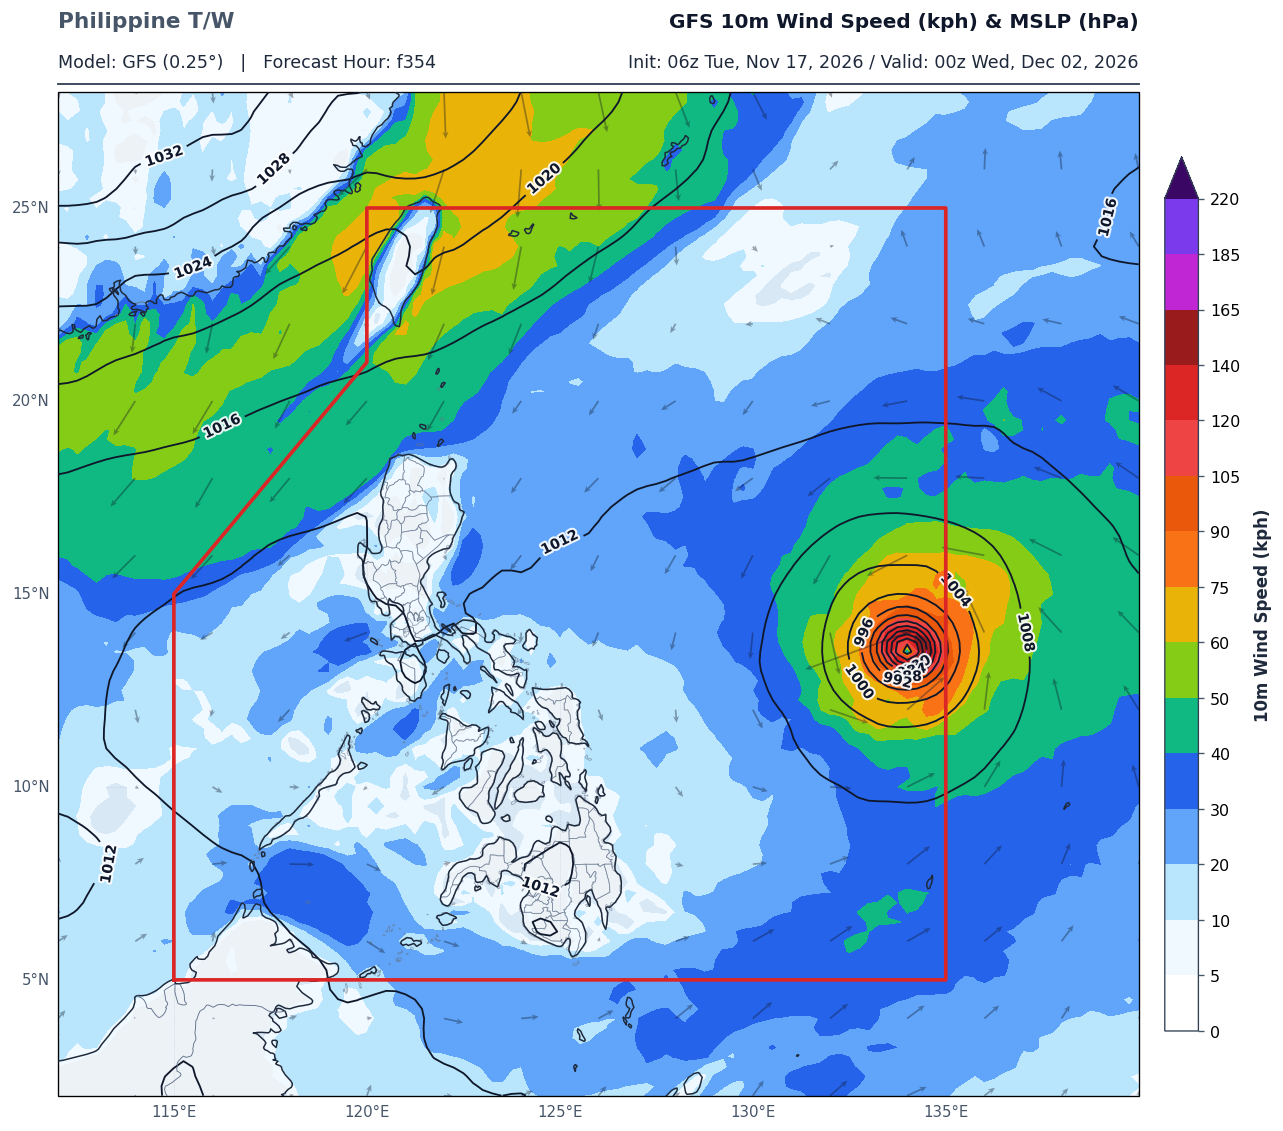 Philippine T/W
GFS 10m Wind Speed (kph) & MSLP (hPa)
Model: GFS (0.25°) | Forecast Hour: f354
Init: 06z Tue, Nov 17, 2026 / Valid: 00z Wed, Dec 02, 2026
1032
1028
1020
1024
1016
1016
1012
1004
996
1008
1000
992
1012
1012
25°N
20°N
15°N
10°N
5°N
115°E
120°E
125°E
130°E
135°E
220
185
165
140
120
105
90
75
60
50
40
30
20
10
5
0
10m Wind Speed (kph)